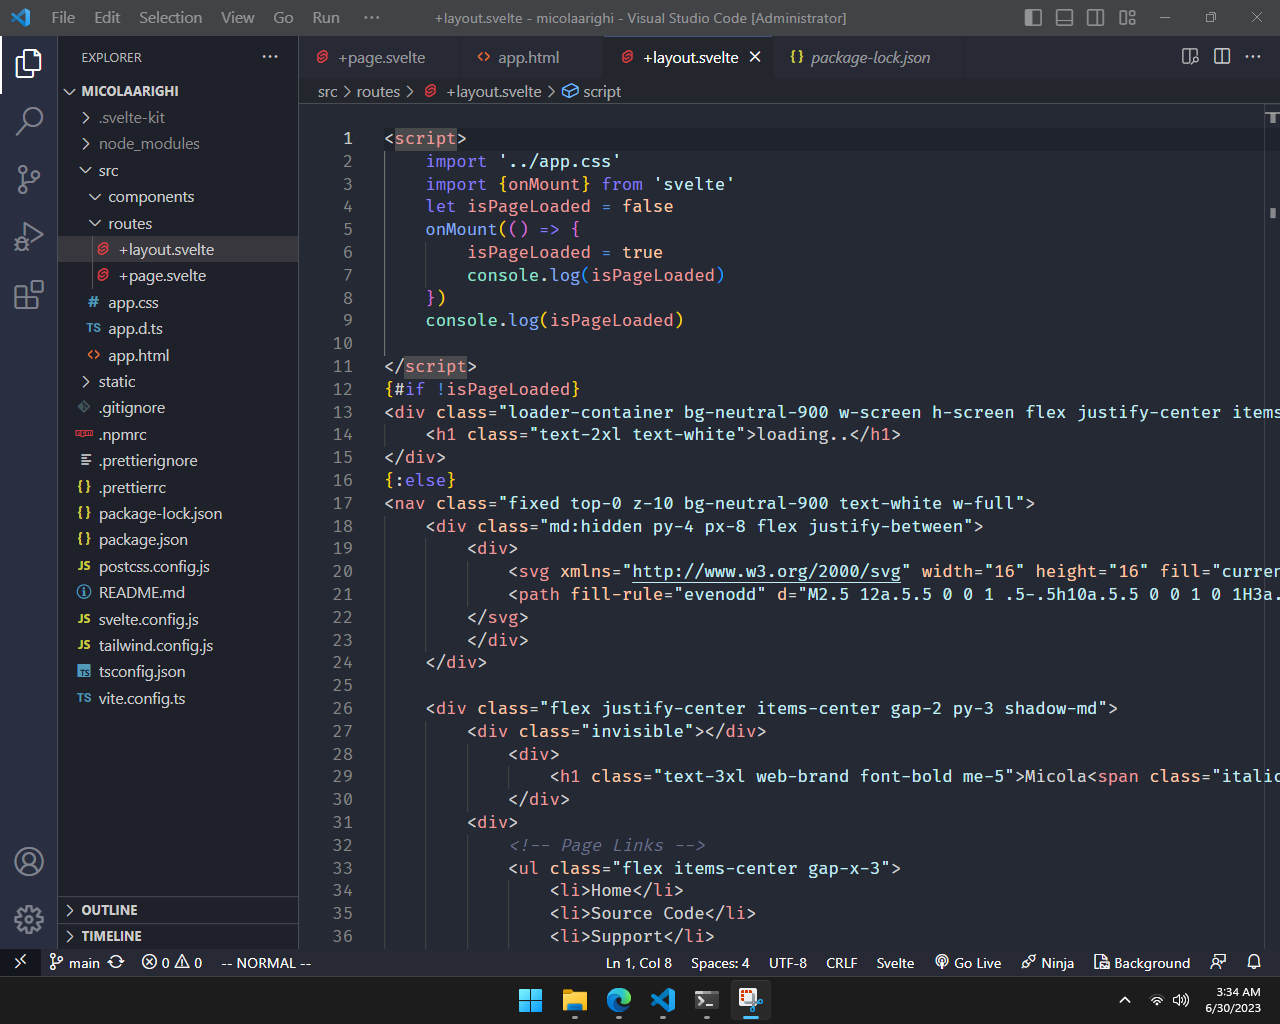 File Edit Selection View Go Run ··· +layout.svelte - micolaarighi - Visual Studio Code [Administrator]
EXPLORER ···
+page.svelte app.html +layout.svelte package-lock.json ···
MICOLAARIGHI
.svelte-kit
node_modules
src
components
routes
+layout.svelte
+page.svelte
# app.css
TS app.d.ts
<> app.html
static
.gitignore
npm .npmrc
.prettierignore
{} .prettierrc
{} package-lock.json
{} package.json
JS postcss.config.js
README.md
JS svelte.config.js
JS tailwind.config.js
TS tsconfig.json
TS vite.config.ts
OUTLINE
TIMELINE
src > routes > +layout.svelte > script
1 <script>
2 import '../app.css'
3 import {onMount} from 'svelte'
4 let isPageLoaded = false
5 onMount(() => {
6 isPageLoaded = true
7 console.log(isPageLoaded)
8 })
9 console.log(isPageLoaded)
10
11 </script>
12 {#if !isPageLoaded}
13 <div class="loader-container bg-neutral-900 w-screen h-screen flex justify-center items
14 <h1 class="text-2xl text-white">loading..</h1>
15 </div>
16 {:else}
17 <nav class="fixed top-0 z-10 bg-neutral-900 text-white w-full">
18 <div class="md:hidden py-4 px-8 flex justify-between">
19 <div>
20 <svg xmlns="http://www.w3.org/2000/svg" width="16" height="16" fill="curren
21 <path fill-rule="evenodd" d="M2.5 12a.5.5 0 0 1 .5-.5h10a.5.5 0 0 1 0 1H3a.
22 </svg>
23 </div>
24 </div>
25
26 <div class="flex justify-center items-center gap-2 py-3 shadow-md">
27 <div class="invisible"></div>
28 <div>
29 <h1 class="text-3xl web-brand font-bold me-5">Micola<span class="italic
30 </div>
31 <div>
32 <!-- Page Links -->
33 <ul class="flex items-center gap-x-3">
34 <li>Home</li>
35 <li>Source Code</li>
36 <li>Support</li>
main 0 0 -- NORMAL -- Ln 1, Col 8 Spaces: 4 UTF-8 CRLF Svelte Go Live Ninja Background
3:34 AM
6/30/2023